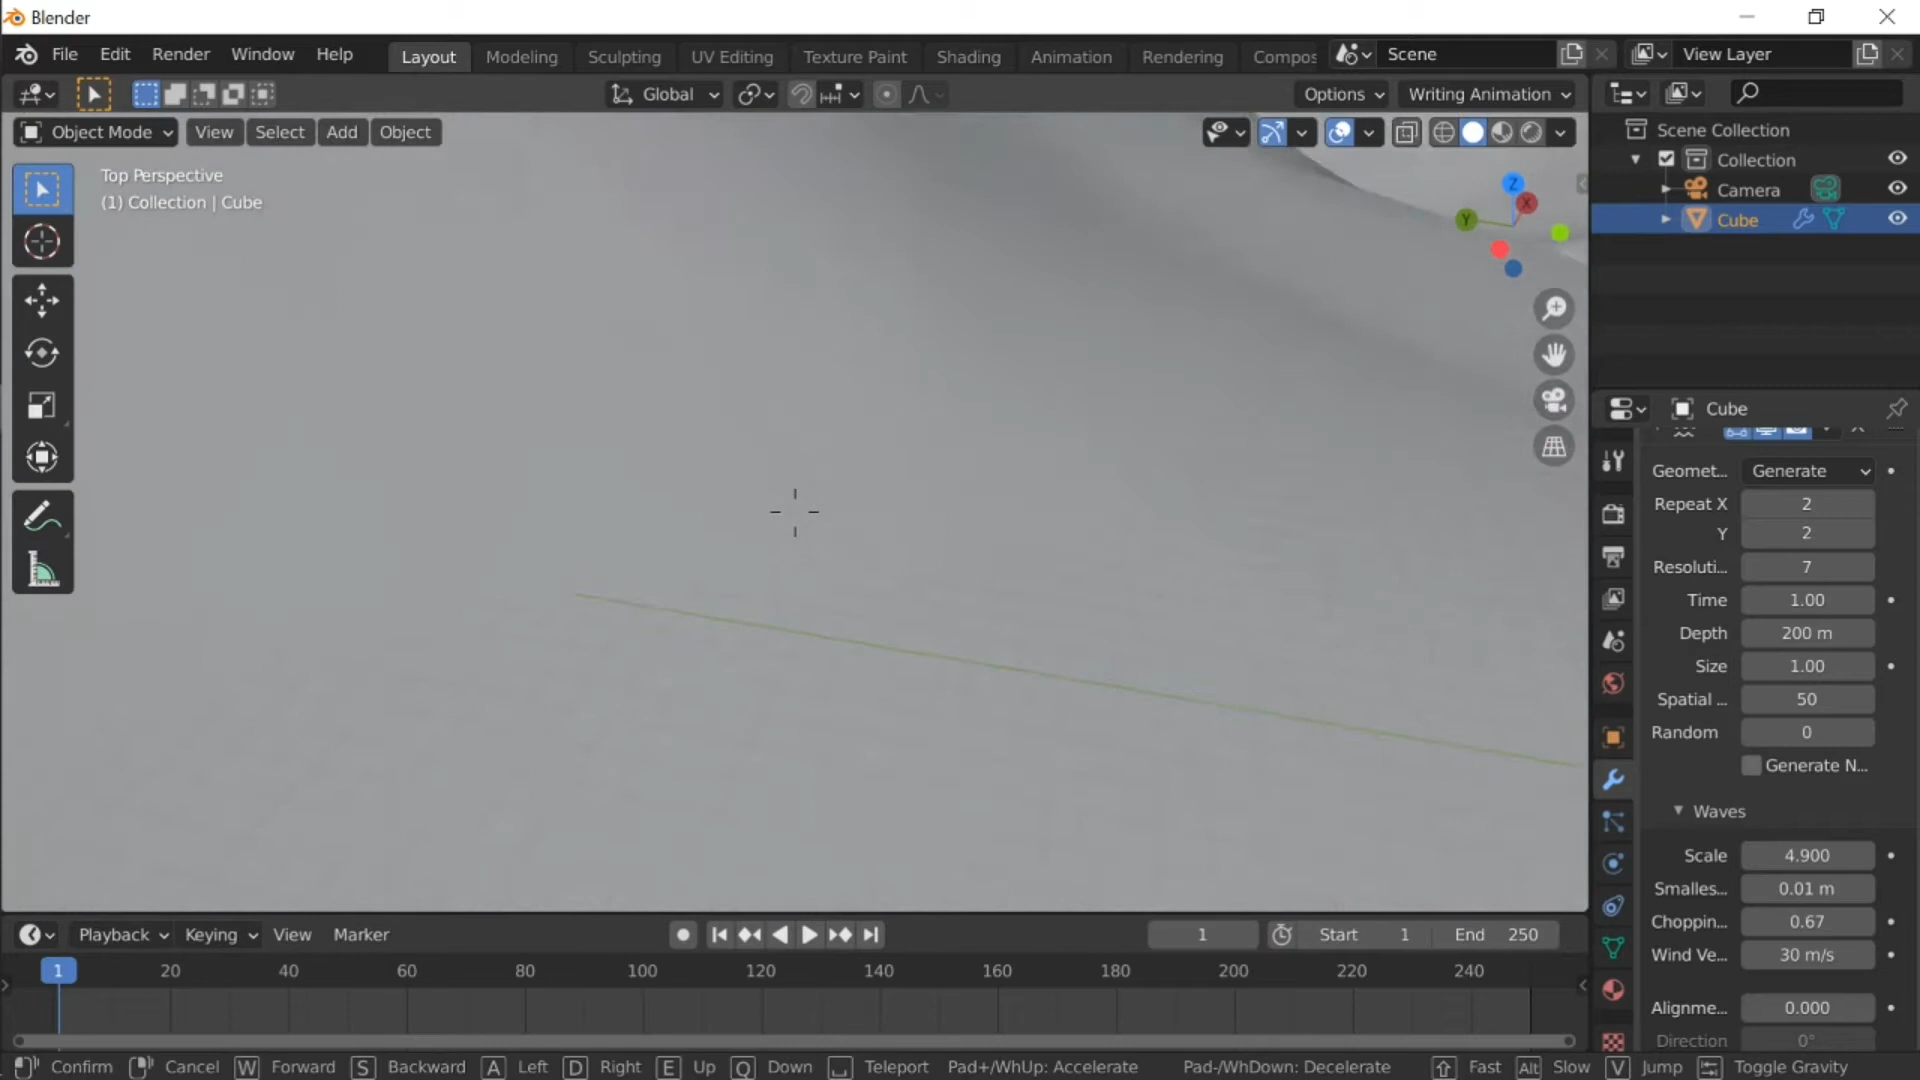 Blender
File Edit Render Window Help Layout Modeling Sculpting UV Editing Texture Paint Shading Animation Rendering Compos Scene View Layer
Global Options Writing Animation
Object Mode View Select Add Object
Top Perspective
(1) Collection | Cube
Z
X
Y
Scene Collection
Collection
Camera
Cube
Cube
Geomet... Generate
Repeat X 2
Y 2
Resoluti... 7
Time 1.00
Depth 200 m
Size 1.00
Spatial ... 50
Random 0
Generate N...
Waves
Scale 4.900
Smalles... 0.01 m
Choppin... 0.67
Wind Ve... 30 m/s
Alignme... 0.000
Direction 0°
Playback Keying View Marker 1 Start 1 End 250
1 20 40 60 80 100 120 140 160 180 200 220 240
Confirm Cancel W Forward S Backward A Left D Right E Up Q Down Teleport Pad+/WhUp: Accelerate Pad-/WhDown: Decelerate Fast Alt Slow V Jump Toggle Gravity